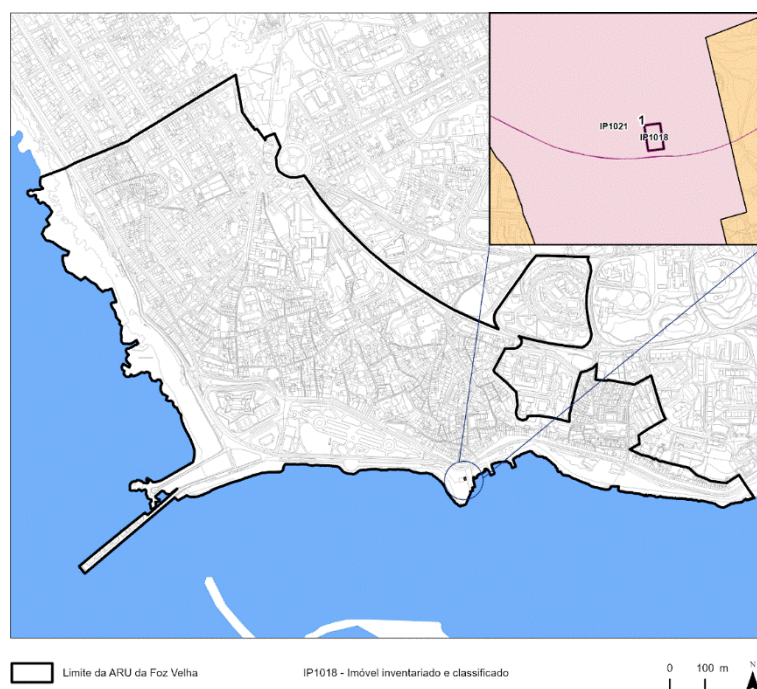 1
IP1021
IP1018
Limite da ARU da Foz Velha
IP1018 - Imóvel inventariado e classificado
0 100 m
N